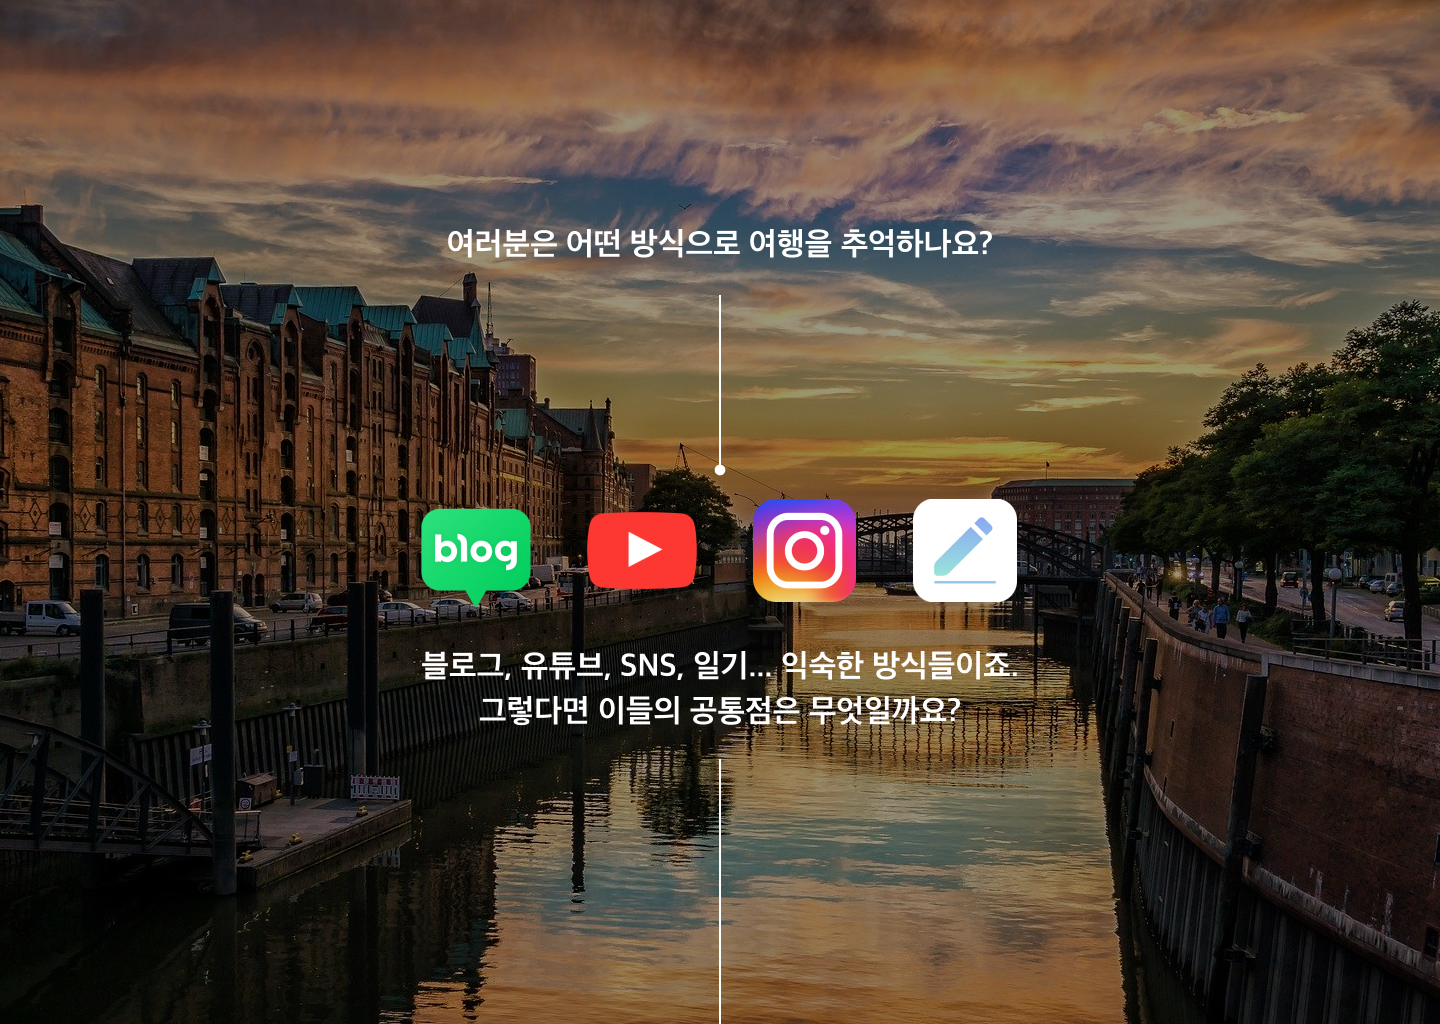 여러분은 어떤 방식으로 여행을 추억하나요?
blog
블로그, 유튜브, SNS, 일기... 익숙한 방식들이죠.
그렇다면 이들의 공통점은 무엇일까요?